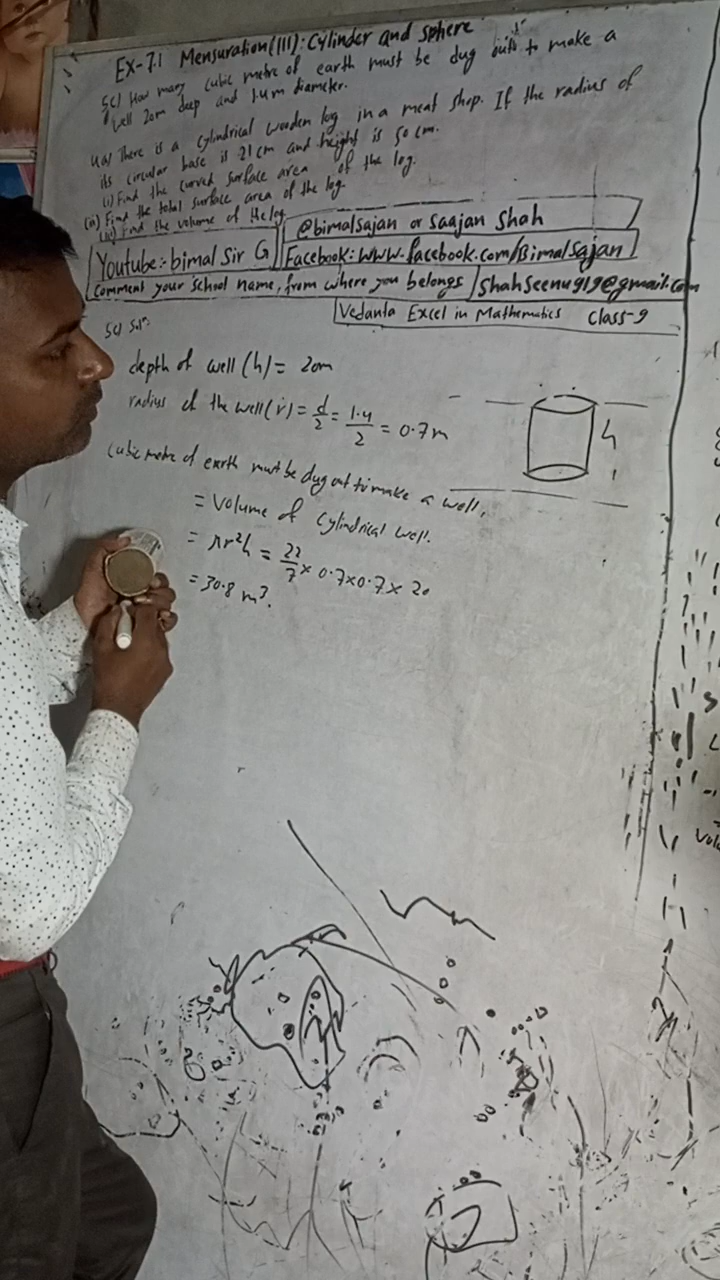 Ex-7.1 Mensuration(III):Cylinder and sphere
5c) How many cubic metre of earth must be dug out to make a
well 20m deep and 1.4m diameter.
4a) There is a cylindrical wooden log in a meat shop. If the radius of
its circular base is 21cm and height is 50cm.
(i) Find the curved surface area of the log.
(ii) Find the total surface area of the log.
(iii) Find the volume of the log
@bimalsajan or Saajan Shah
Youtube:- bimal Sir G
Facebook:www.facebook.com/Bimalsajan
Comment your school name, from where you belongs
Shahseenu919@gmail.com
Vedanta Excel in Mathematics class-9
5c) Solⁿ:
depth of well (h) = 20m
radius of the well (r) = d/2 = 1.4/2 = 0.7m
h
Cubic metre of earth must be dug out to make a well,
= Volume of cylindrical well.
= πr²h = 22/7 × 0.7×0.7× 20
= 30.8 m³.